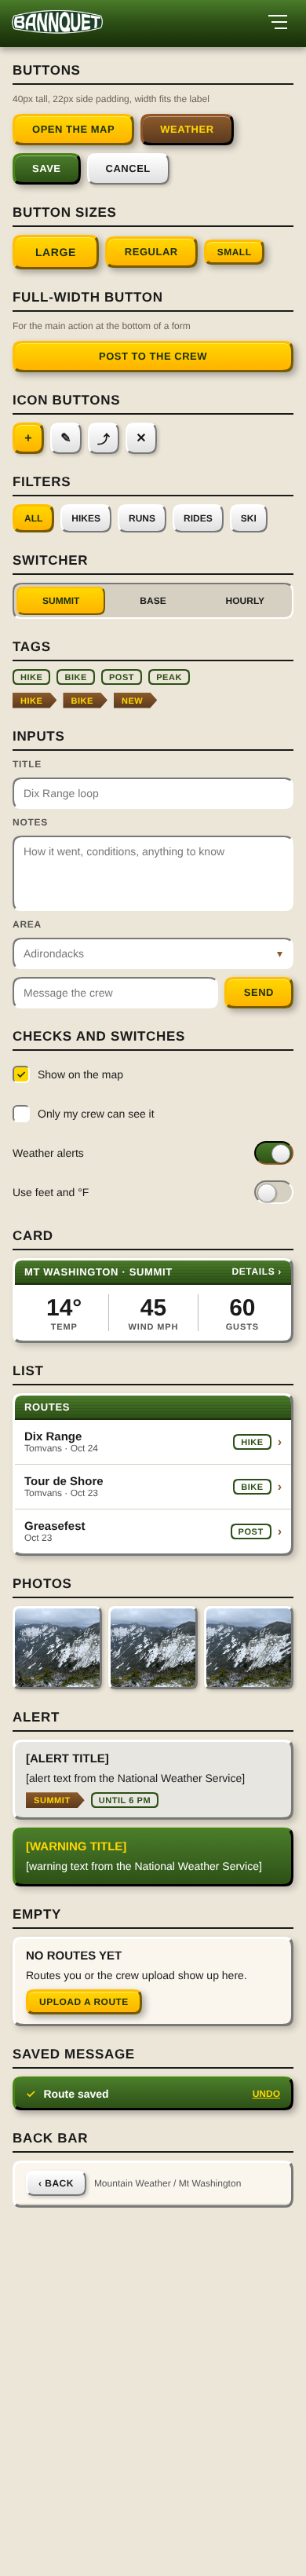 BANNQUET
BUTTONS
40px tall, 22px side padding, width fits the label
OPEN THE MAP
WEATHER
SAVE
CANCEL
BUTTON SIZES
LARGE
REGULAR
SMALL
FULL-WIDTH BUTTON
For the main action at the bottom of a form
POST TO THE CREW
ICON BUTTONS
+ ✎ ⤴ ✕
FILTERS
ALL
HIKES
RUNS
RIDES
SKI
SWITCHER
SUMMIT
BASE
HOURLY
TAGS
HIKE
BIKE
POST
PEAK
HIKE
BIKE
NEW
INPUTS
TITLE
Dix Range loop
NOTES
How it went, conditions, anything to know
AREA
Adirondacks ▼
Message the crew
SEND
CHECKS AND SWITCHES
Show on the map
Only my crew can see it
Weather alerts
Use feet and °F
CARD
MT WASHINGTON · SUMMIT
DETAILS ›
14°
45
60
TEMP
WIND MPH
GUSTS
LIST
ROUTES
Dix Range
Tomvans · Oct 24
HIKE ›
Tour de Shore
Tomvans · Oct 23
BIKE ›
Greasefest
Oct 23
POST ›
PHOTOS
ALERT
[ALERT TITLE]
[alert text from the National Weather Service]
SUMMIT
UNTIL 6 PM
[WARNING TITLE]
[warning text from the National Weather Service]
EMPTY
NO ROUTES YET
Routes you or the crew upload show up here.
UPLOAD A ROUTE
SAVED MESSAGE
✓ Route saved
UNDO
BACK BAR
‹ BACK
Mountain Weather / Mt Washington